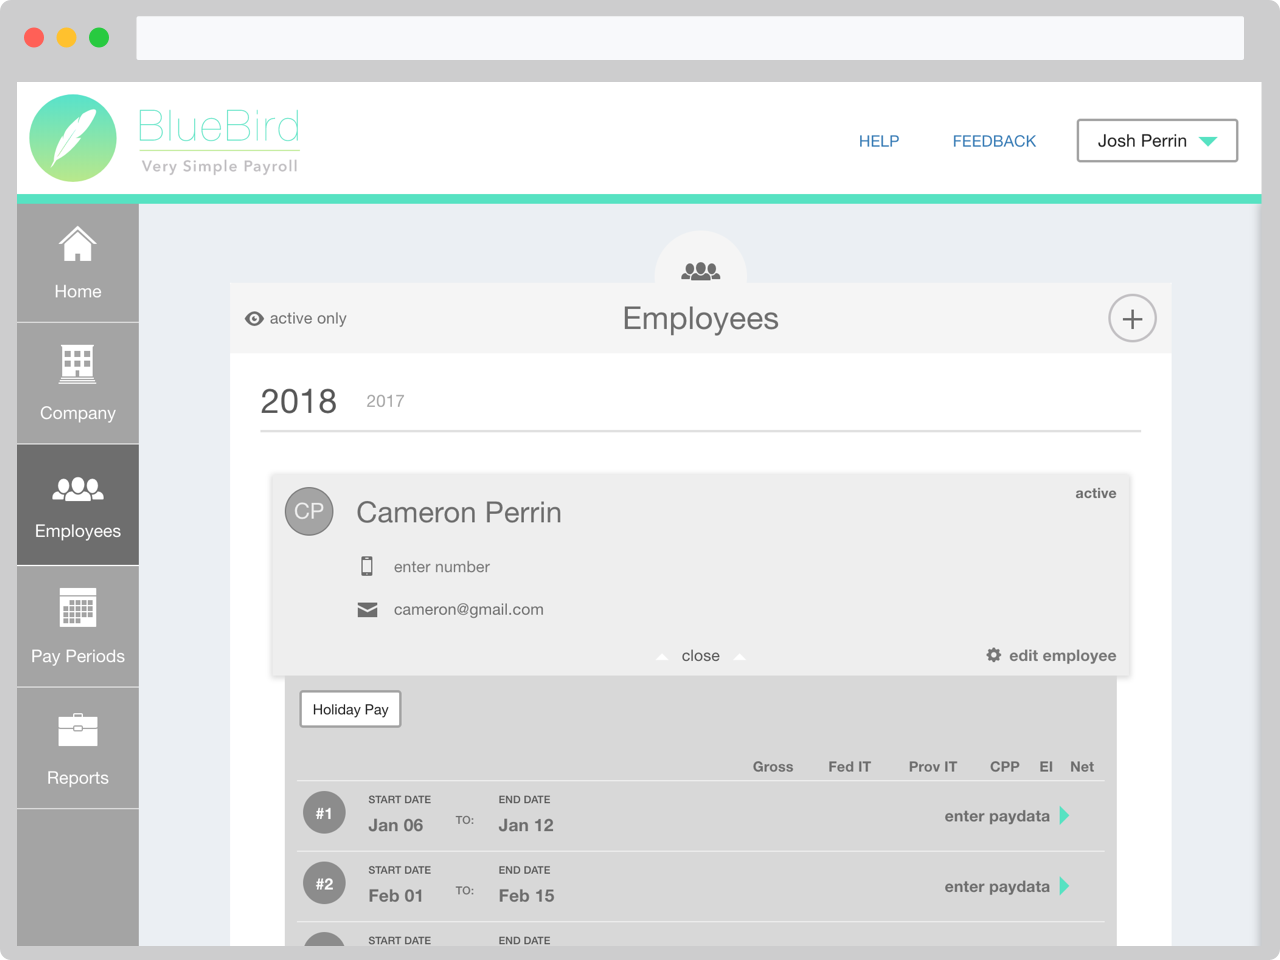 BlueBird
Very Simple Payroll
HELP
FEEDBACK
Josh Perrin
Home
Company
Employees
Pay Periods
Reports
active only
Employees
2018
2017
CP
Cameron Perrin
active
enter number
cameron@gmail.com
close
edit employee
Holiday Pay
Gross Fed IT Prov IT CPP EI Net
#1
START DATE
Jan 06
TO:
END DATE
Jan 12
enter paydata
#2
START DATE
Feb 01
TO:
END DATE
Feb 15
enter paydata
START DATE
END DATE